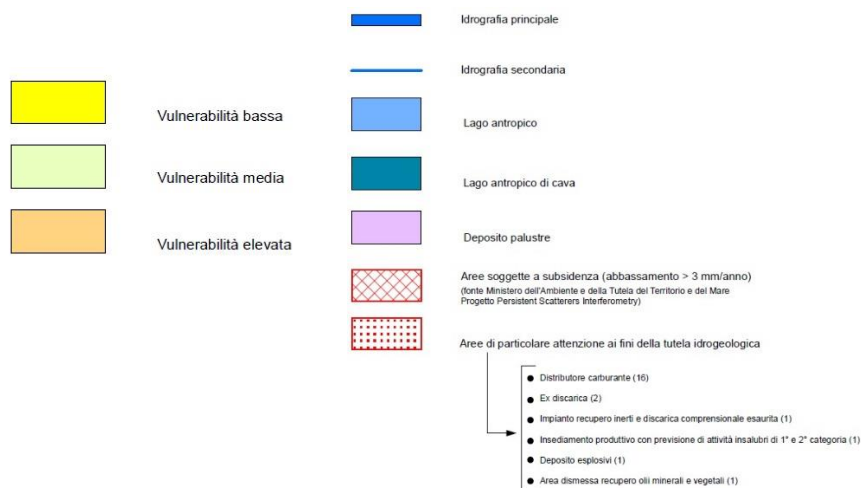 Vulnerabilità bassa
Vulnerabilità media
Vulnerabilità elevata
Idrografia principale
Idrografia secondaria
Lago antropico
Lago antropico di cava
Deposito palustre
Aree soggette a subsidenza (abbassamento > 3 mm/anno)
(fonte Ministero dell'Ambiente e della Tutela del Territorio e del Mare
Progetto Persistent Scatterers Interferometry)
Aree di particolare attenzione ai fini della tutela idrogeologica
● Distributore carburante (16)
● Ex discarica (2)
● Impianto recupero inerti e discarica comprensionale esaurita (1)
● Insediamento produttivo con previsione di attività insalubri di 1° e 2° categoria (1)
● Deposito esplosivi (1)
● Area dismessa recupero olii minerali e vegetali (1)